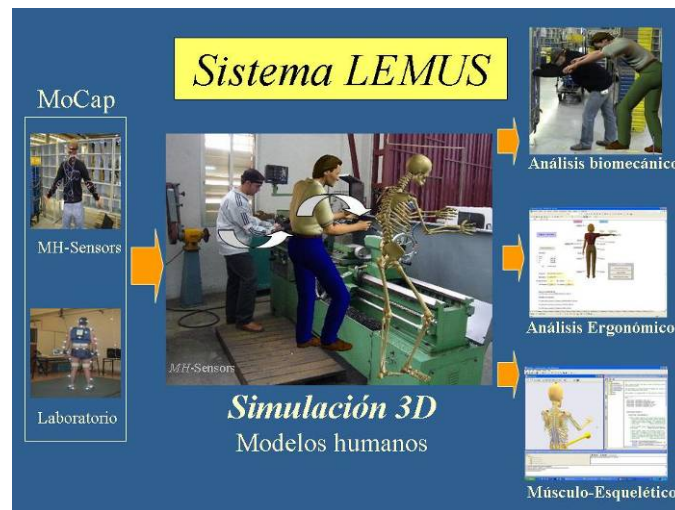 Sistema LEMUS
MoCap
MH-Sensors
Laboratorio
MH-Sensors
Simulación 3D
Modelos humanos
Análisis biomecánico
Análisis Ergonómico
Músculo-Esquelético